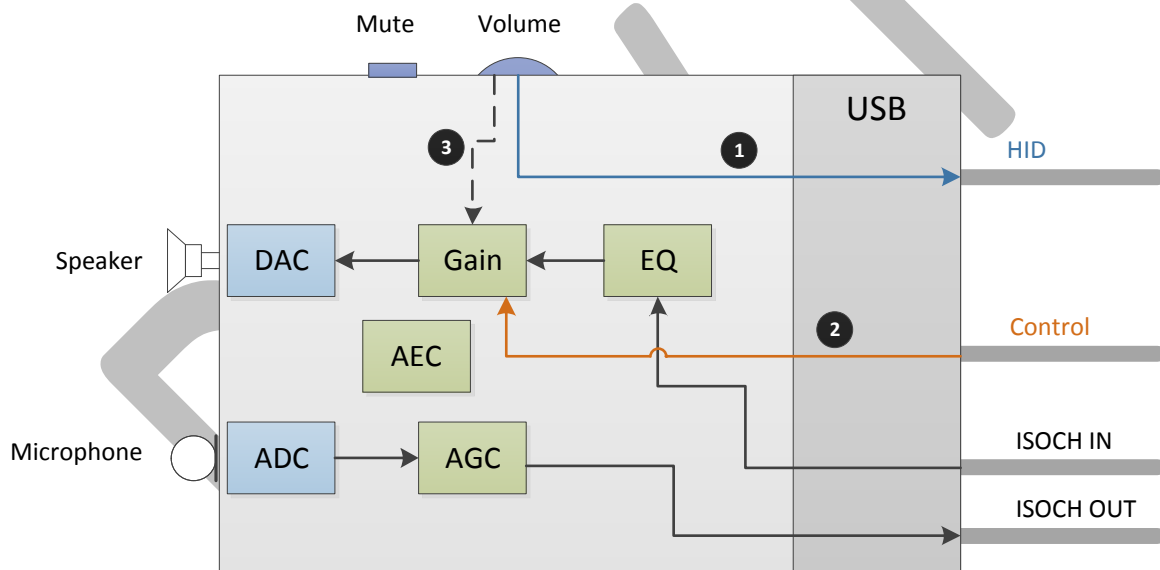 Mute
Volume
USB
3
1
HID
Speaker
DAC
Gain
EQ
2
Control
AEC
Microphone
ADC
AGC
ISOCH IN
ISOCH OUT